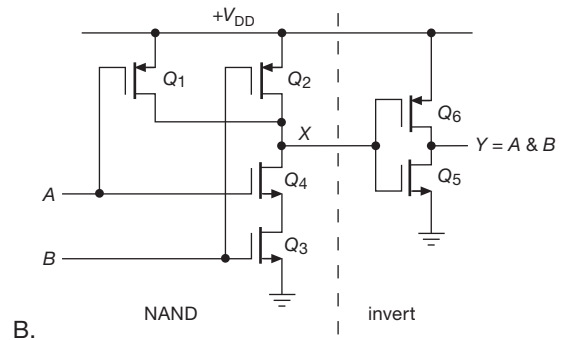 +VDD
Q1
Q2
Q6
X
Y = A & B
Q4
Q5
A
Q3
B
NAND
invert
B.